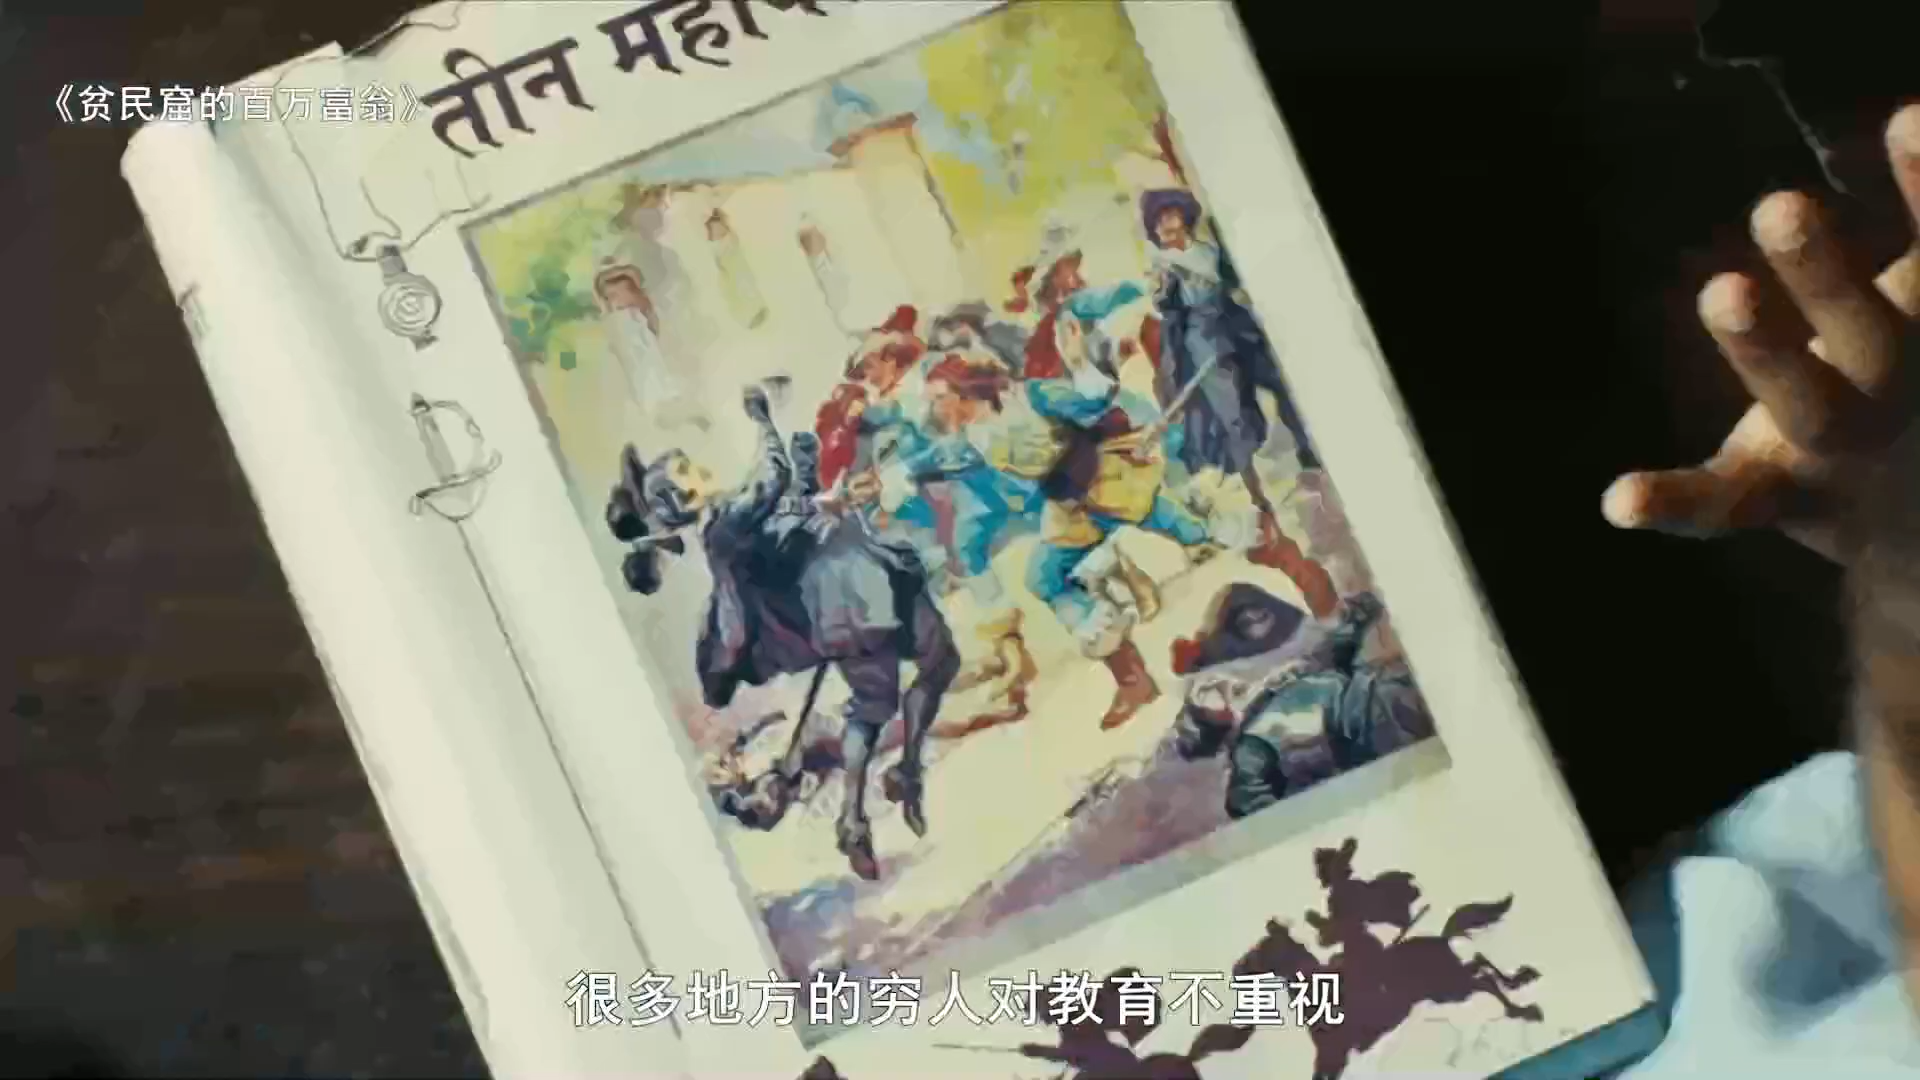 तीन
《贫民窟的百万富翁》
很多地方的穷人对教育不重视